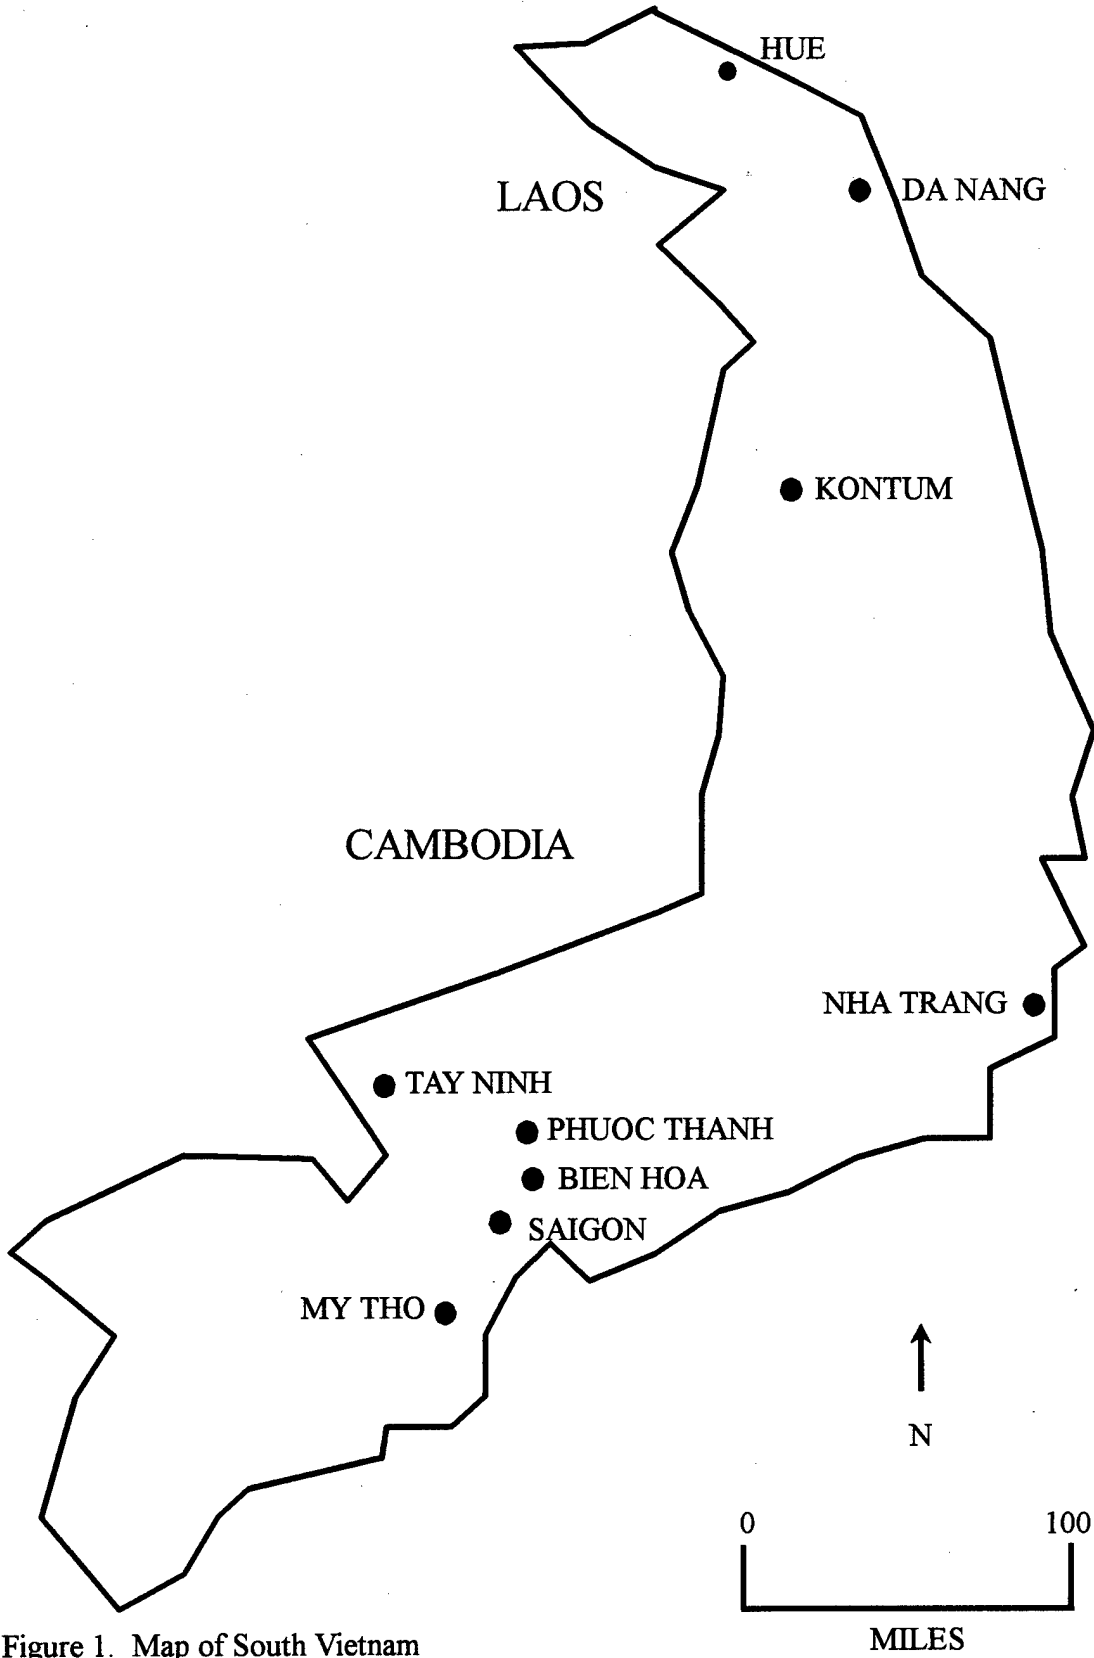 HUE
LAOS
DA NANG
KONTUM
CAMBODIA
NHA TRANG
TAY NINH
PHUOC THANH
BIEN HOA
SAIGON
MY THO
N
0 100
MILES
Figure 1. Map of South Vietnam